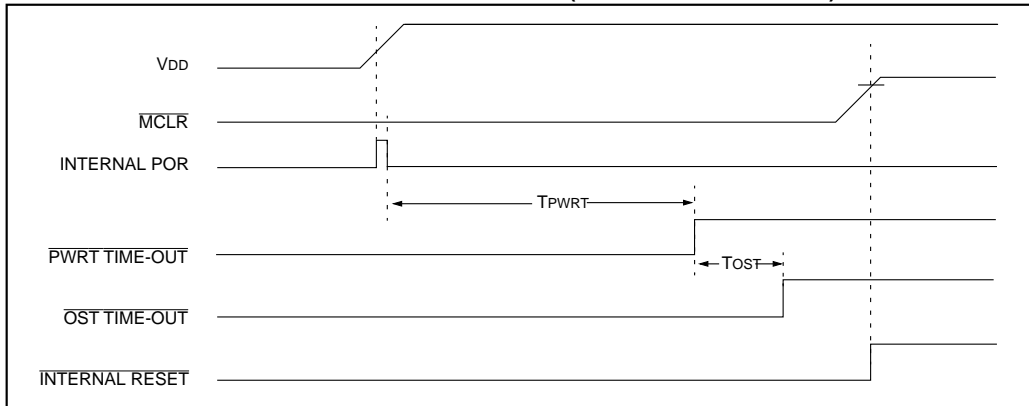 VDD
MCLR
INTERNAL POR
TPWRT
PWRT TIME-OUT
TOST
OST TIME-OUT
INTERNAL RESET